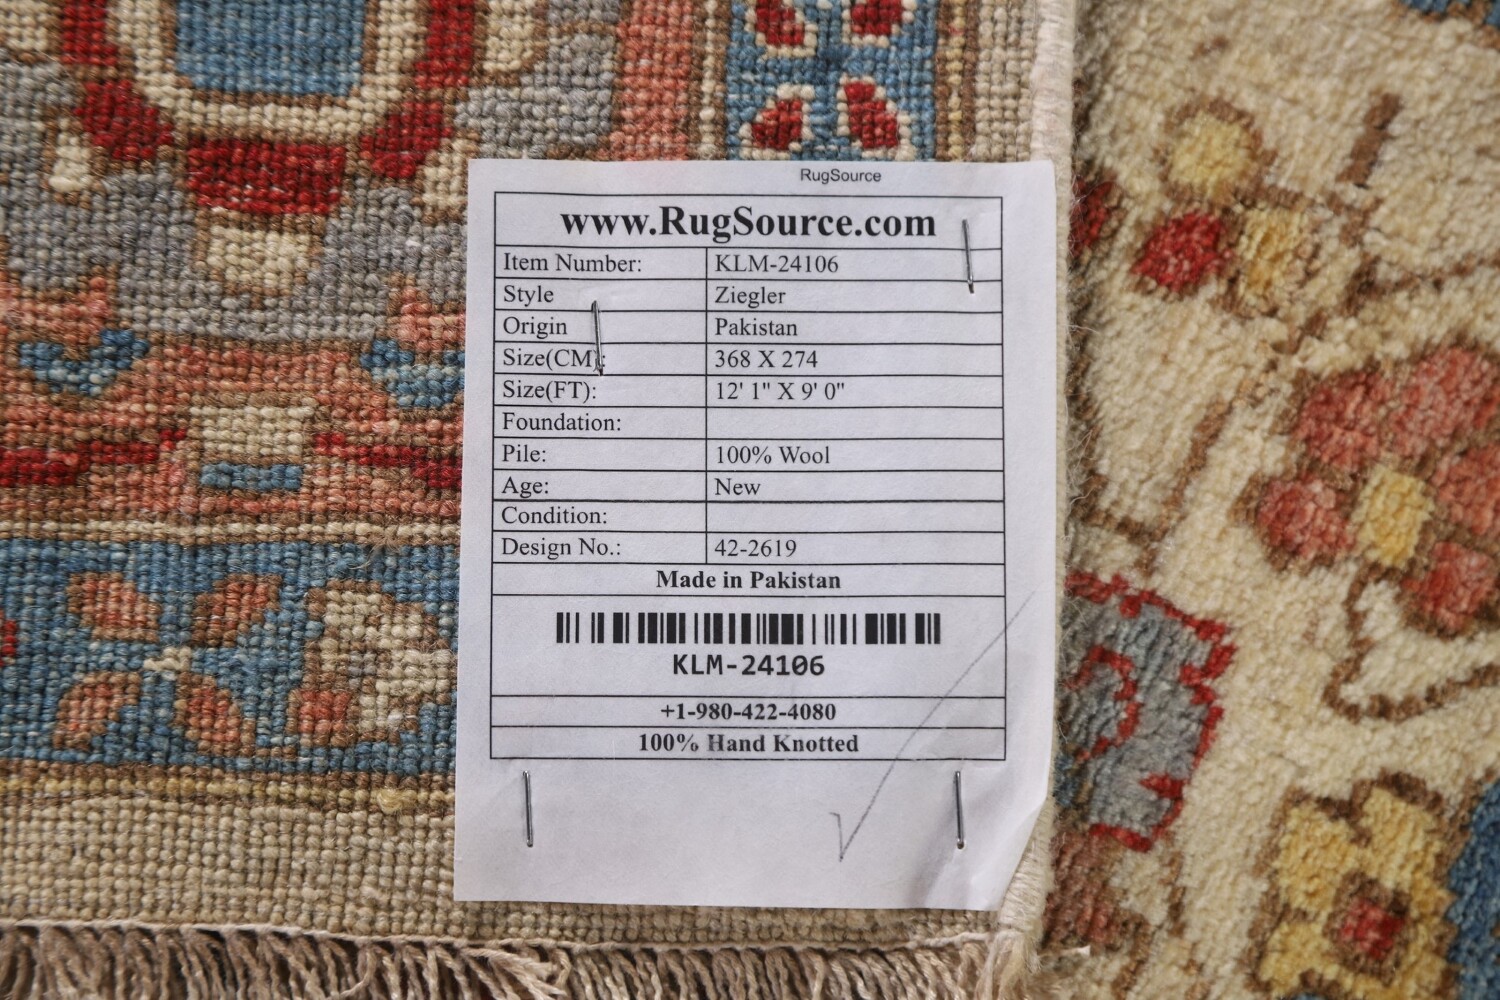 RugSource
www.RugSource.com
Item Number: KLM-24106
Style Ziegler
Origin Pakistan
Size(CM): 368 X 274
Size(FT): 12' 1" X 9' 0"
Foundation:
Pile: 100% Wool
Age: New
Condition:
Design No.: 42-2619
Made in Pakistan
KLM-24106
+1-980-422-4080
100% Hand Knotted